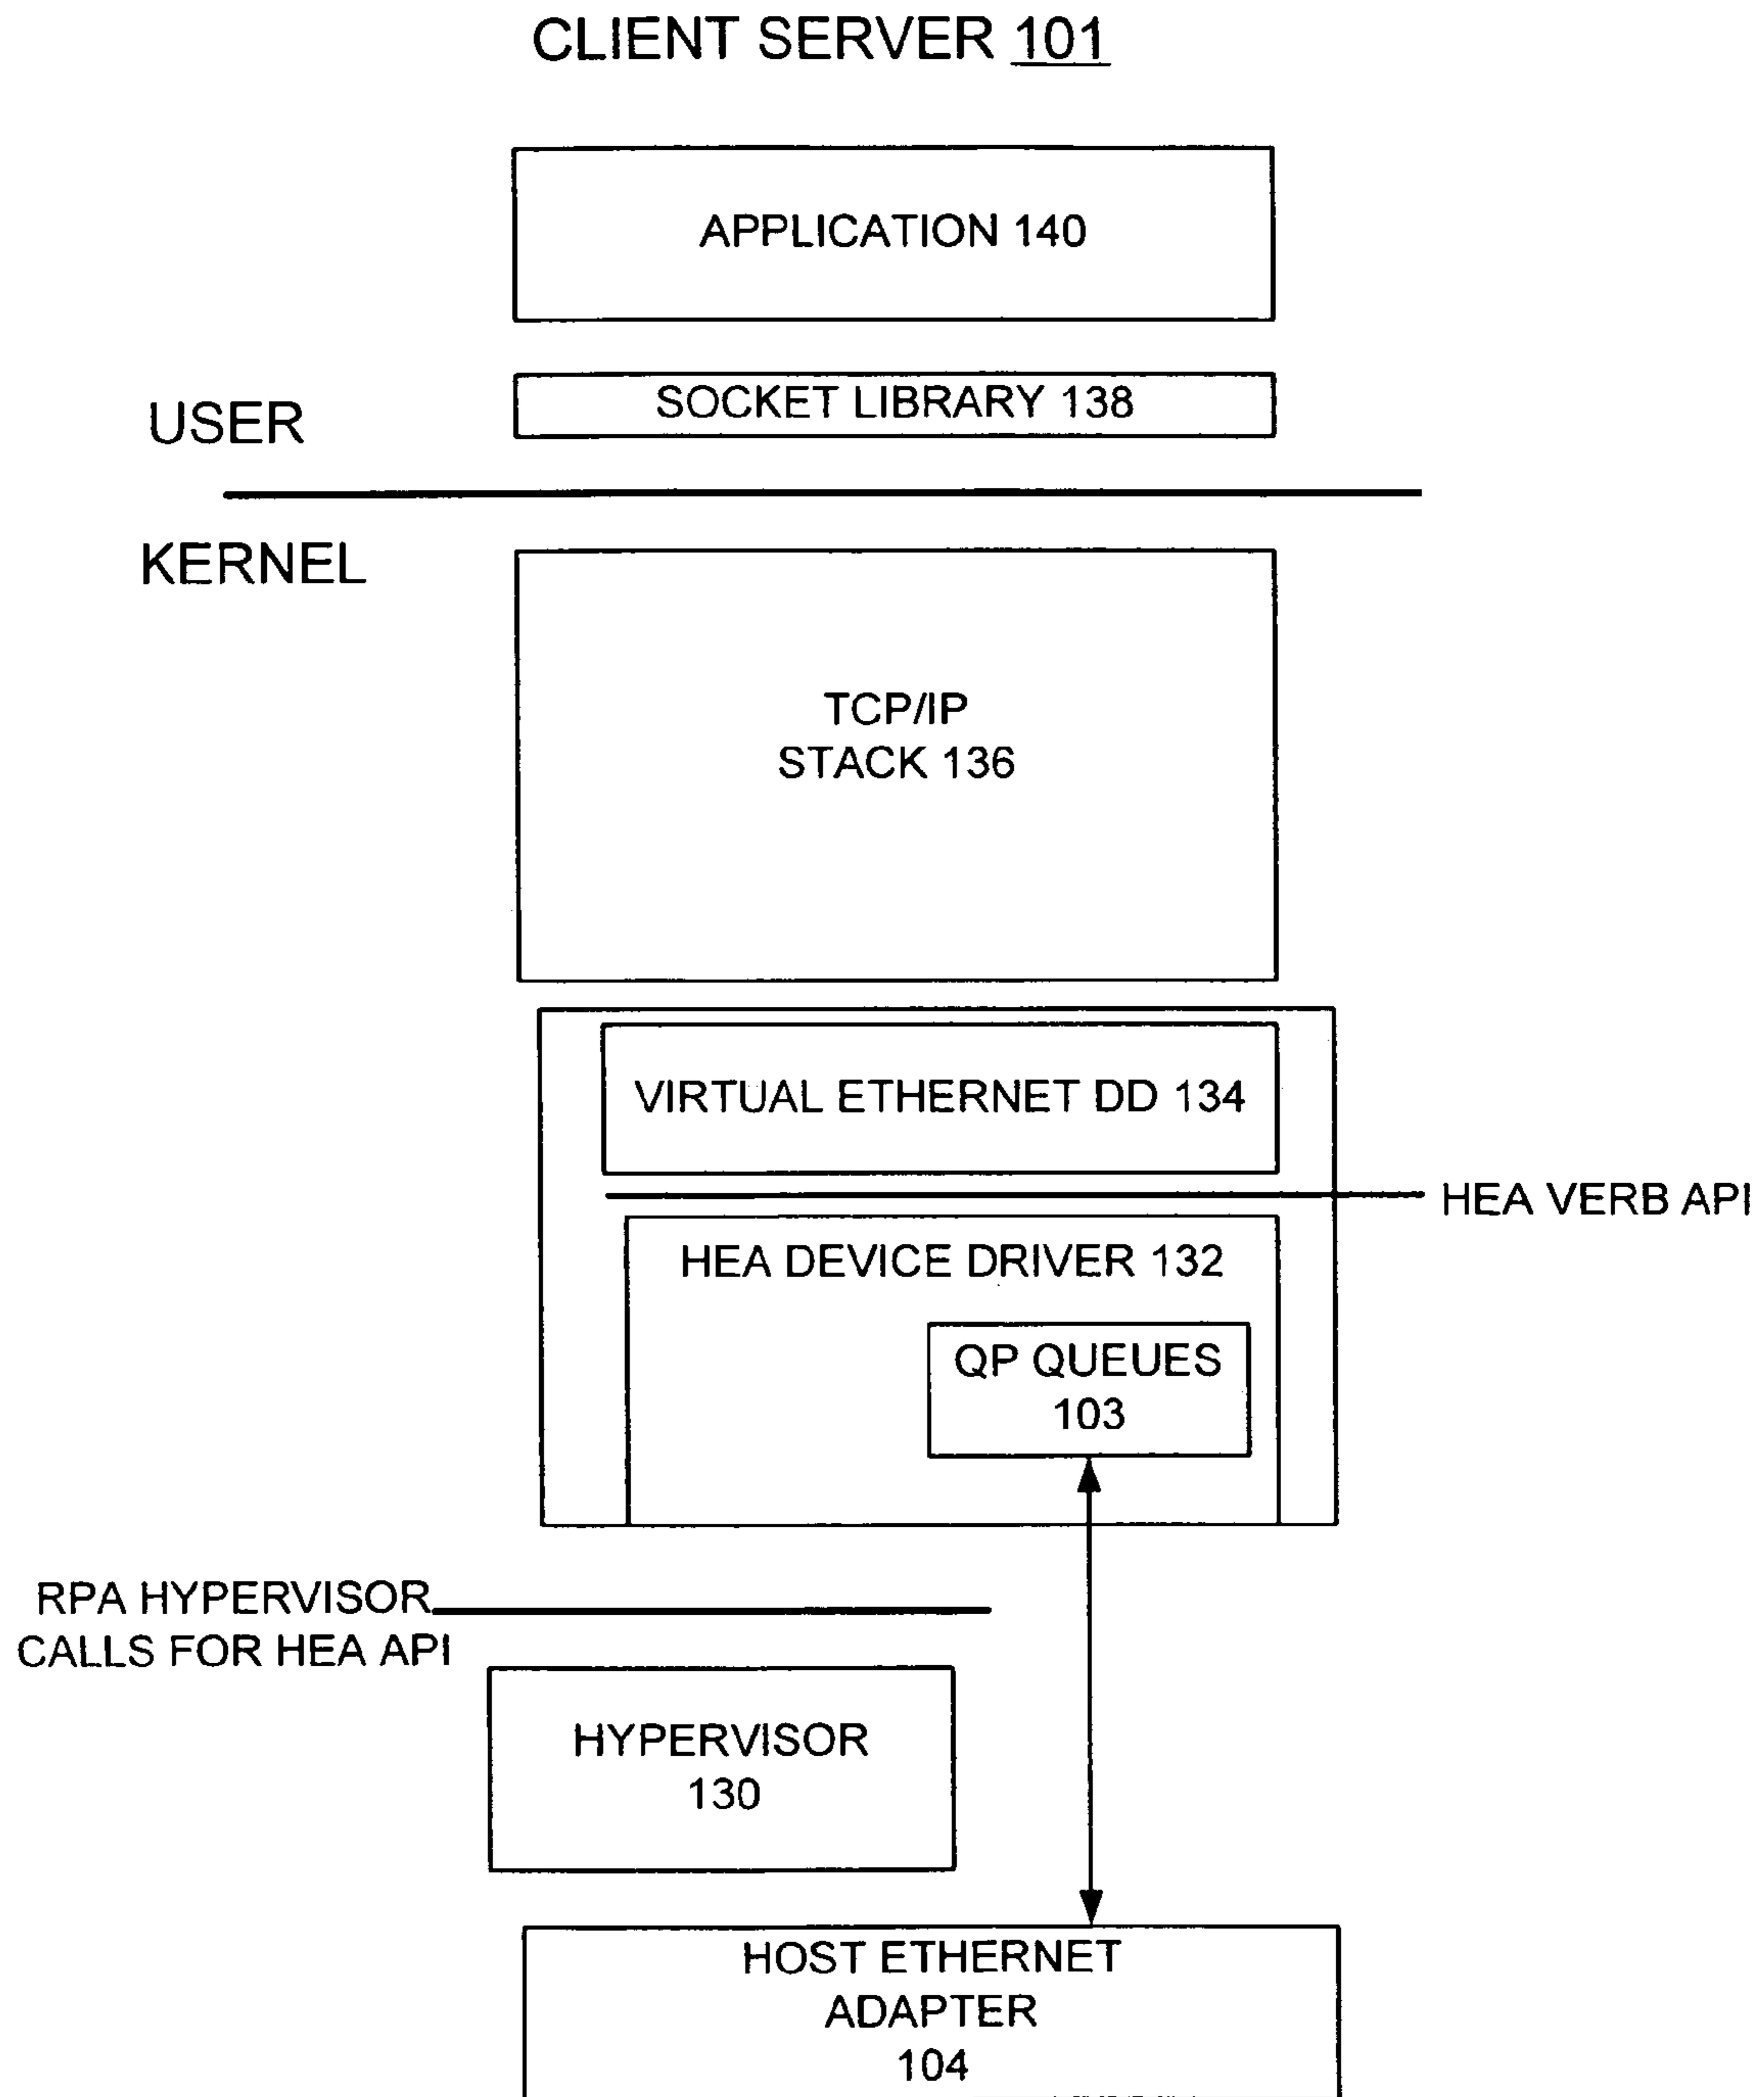 CLIENT SERVER 101
APPLICATION 140
SOCKET LIBRARY 138
USER
KERNEL
TCP/IP
STACK 136
VIRTUAL ETHERNET DD 134
HEA VERB API
HEA DEVICE DRIVER 132
QP QUEUES
103
RPA HYPERVISOR
CALLS FOR HEA API
HYPERVISOR
130
HOST ETHERNET
ADAPTER
104